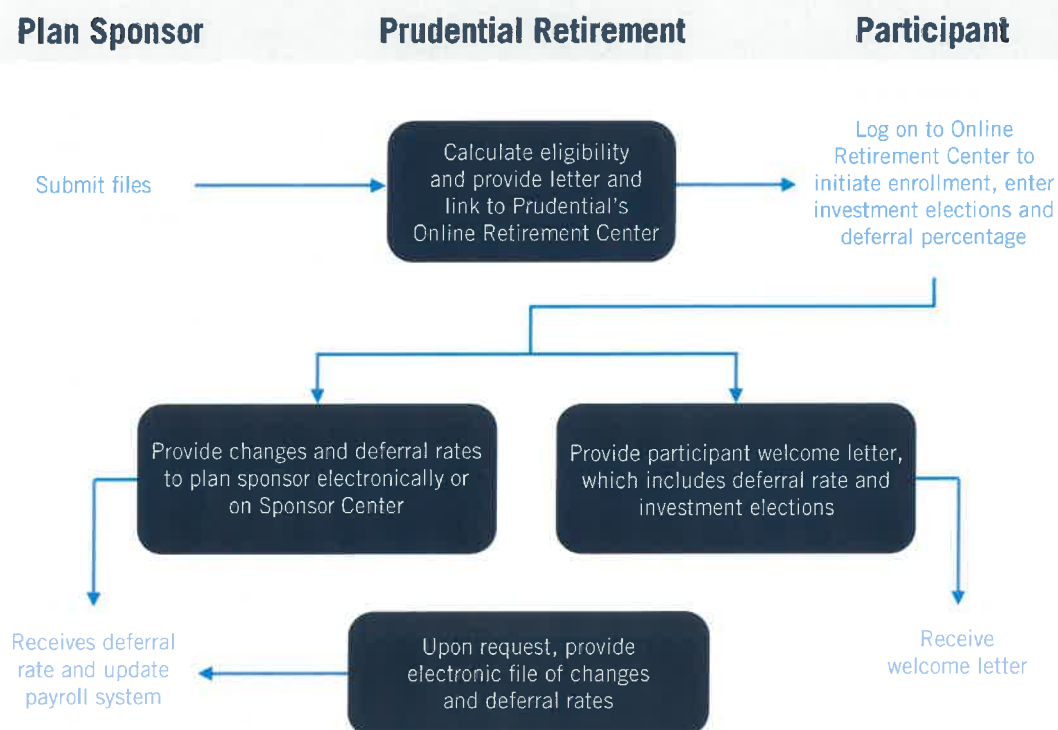 Plan Sponsor
Prudential Retirement
Participant
Submit files
Calculate eligibility
and provide letter and
link to Prudential's
Online Retirement Center
Log on to Online
Retirement Center to
initiate enrollment, enter
investment elections and
deferral percentage
Provide changes and deferral rates
to plan sponsor electronically or
on Sponsor Center
Provide participant welcome letter,
which includes deferral rate and
investment elections
Receives deferral
rate and update
payroll system
Upon request, provide
electronic file of changes
and deferral rates
Receive
welcome letter